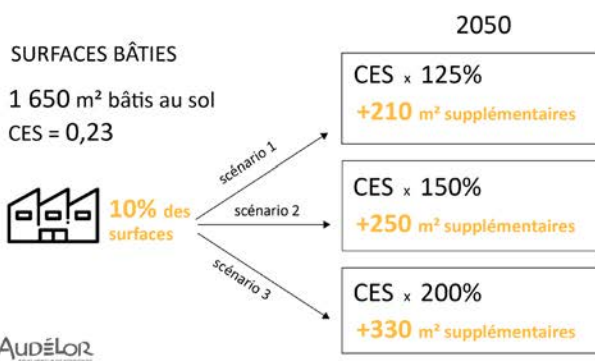 2050
SURFACES BÂTIES
1 650 m² bâtis au sol
CES = 0,23
10% des
surfaces
scénario 1
scénario 2
scénario 3
CES x 125%
+210 m² supplémentaires
CES x 150%
+250 m² supplémentaires
CES x 200%
+330 m² supplémentaires
AUDÉLOR